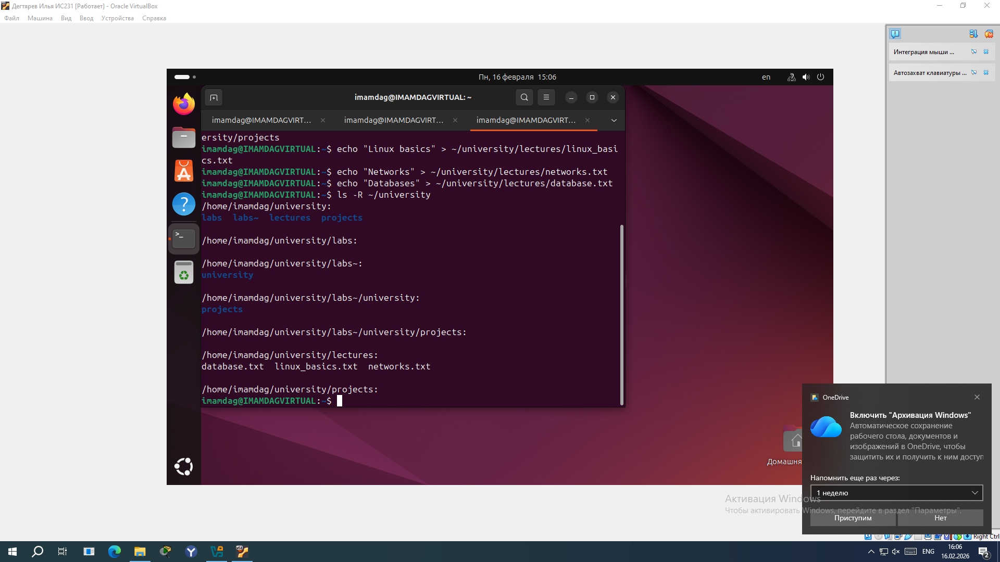 Дегтярев Илья ИС231 [Работает] - Oracle VirtualBox
Файл Машина Вид Ввод Устройства Справка
Интеграция мыши ...
Автозахват клавиатуры ...
Пн, 16 февраля 15:06
en
imamdag@IMAMDAGVIRTUAL: ~
imamdag@IMAMDAGVIRT... imamdag@IMAMDAGVIRT... imamdag@IMAMDAGVIRT...
ersity/projects
imamdag@IMAMDAGVIRTUAL:~$ echo "Linux basics" > ~/university/lectures/linux_basi
cs.txt
imamdag@IMAMDAGVIRTUAL:~$ echo "Networks" > ~/university/lectures/networks.txt
imamdag@IMAMDAGVIRTUAL:~$ echo "Databases" > ~/university/lectures/database.txt
imamdag@IMAMDAGVIRTUAL:~$ ls -R ~/university
/home/imamdag/university:
labs labs~ lectures projects
/home/imamdag/university/labs:
/home/imamdag/university/labs~:
university
/home/imamdag/university/labs~/university:
projects
/home/imamdag/university/labs~/university/projects:
/home/imamdag/university/lectures:
database.txt linux_basics.txt networks.txt
/home/imamdag/university/projects:
imamdag@IMAMDAGVIRTUAL:~$
Домашня
OneDrive
Включить "Архивация Windows"
Автоматическое сохранение
рабочего стола, документов и
изображений в OneDrive, чтобы
защитить их и получить к ним доступ
Напомнить еще раз через:
1 неделю
Приступим Нет
Активация Windows
Чтобы активировать Windows, перейдите в раздел "Параметры".
Right Ctrl
ENG
16:06
16.02.2026
2